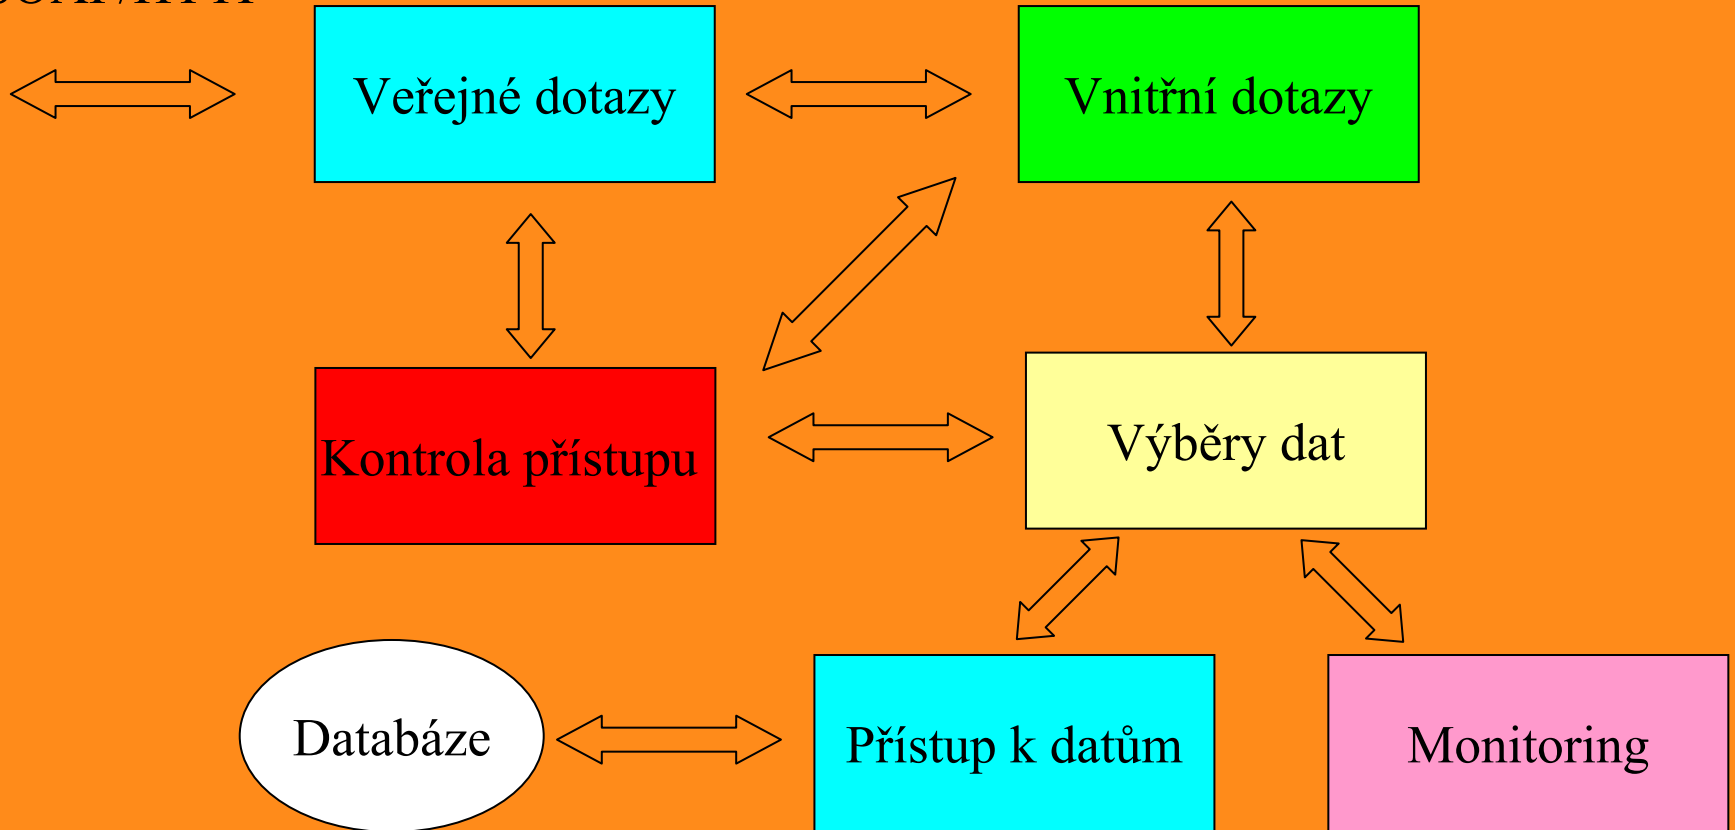 Veřejné dotazy
Vnitřní dotazy
Kontrola přístupu
Výběry dat
Databáze
Přístup k datům
Monitoring